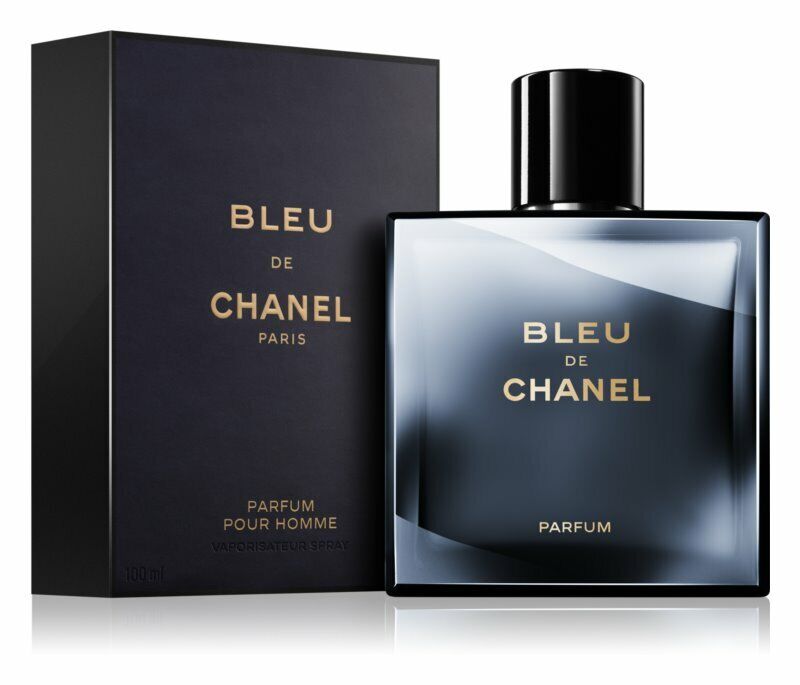 BLEU
DE
CHANEL
PARIS
PARFUM
POUR HOMME
VAPORISATEUR SPRAY
100 ml
BLEU
DE
CHANEL
PARFUM